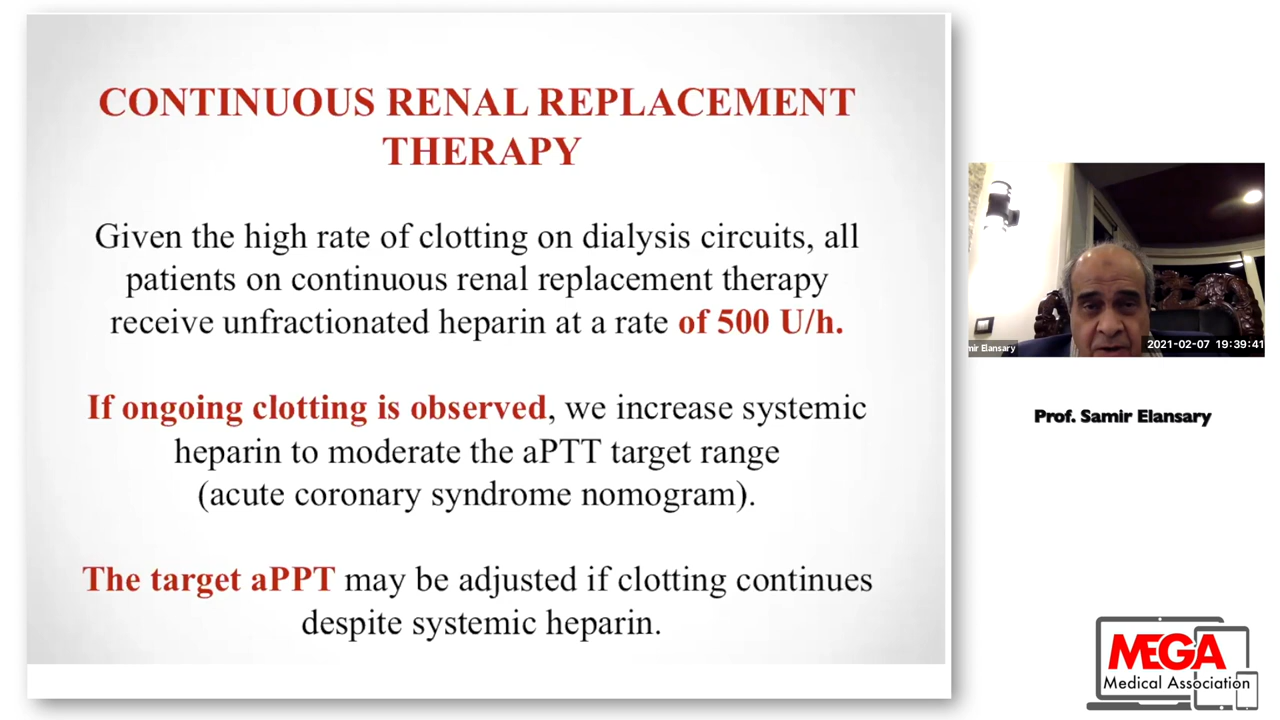 CONTINUOUS RENAL REPLACEMENT
THERAPY
Given the high rate of clotting on dialysis circuits, all
patients on continuous renal replacement therapy
receive unfractionated heparin at a rate of 500 U/h.
If ongoing clotting is observed, we increase systemic
heparin to moderate the aPTT target range
(acute coronary syndrome nomogram).
The target aPPT may be adjusted if clotting continues
despite systemic heparin.
mir Elansary
2021-02-07 19:39:41
Prof. Samir Elansary
MEGA
Medical Association